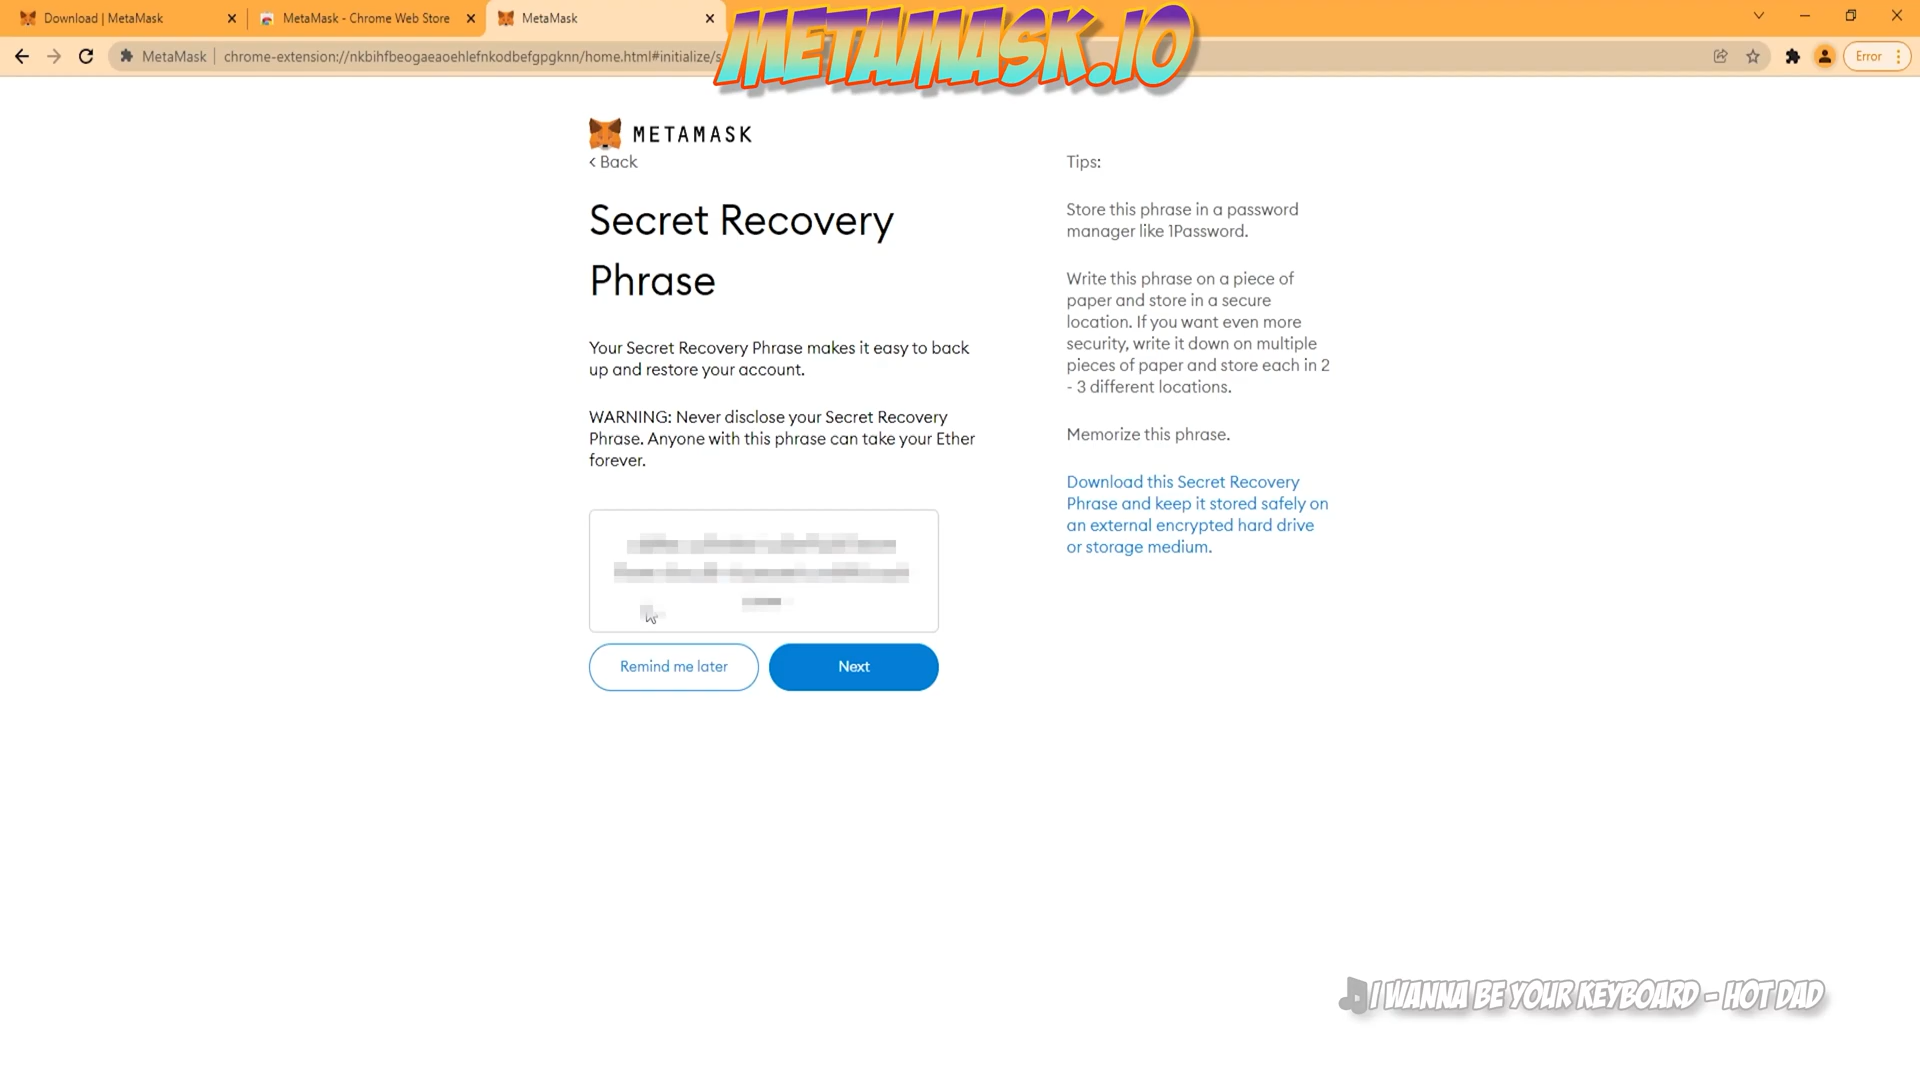 Download | MetaMask
MetaMask - Chrome Web Store
MetaMask
METAMASK.IO
MetaMask
chrome-extension://nkbihfbeogaeaoehlefnkodbefgpgknn/home.html#initialize/s
Error
METAMASK
< Back
Secret Recovery
Phrase
Your Secret Recovery Phrase makes it easy to back
up and restore your account.
WARNING: Never disclose your Secret Recovery
Phrase. Anyone with this phrase can take your Ether
forever.
Remind me later
Next
Tips:
Store this phrase in a password
manager like 1Password.
Write this phrase on a piece of
paper and store in a secure
location. If you want even more
security, write it down on multiple
pieces of paper and store each in 2
- 3 different locations.
Memorize this phrase.
Download this Secret Recovery
Phrase and keep it stored safely on
an external encrypted hard drive
or storage medium.
I WANNA BE YOUR KEYBOARD - HOT DAD